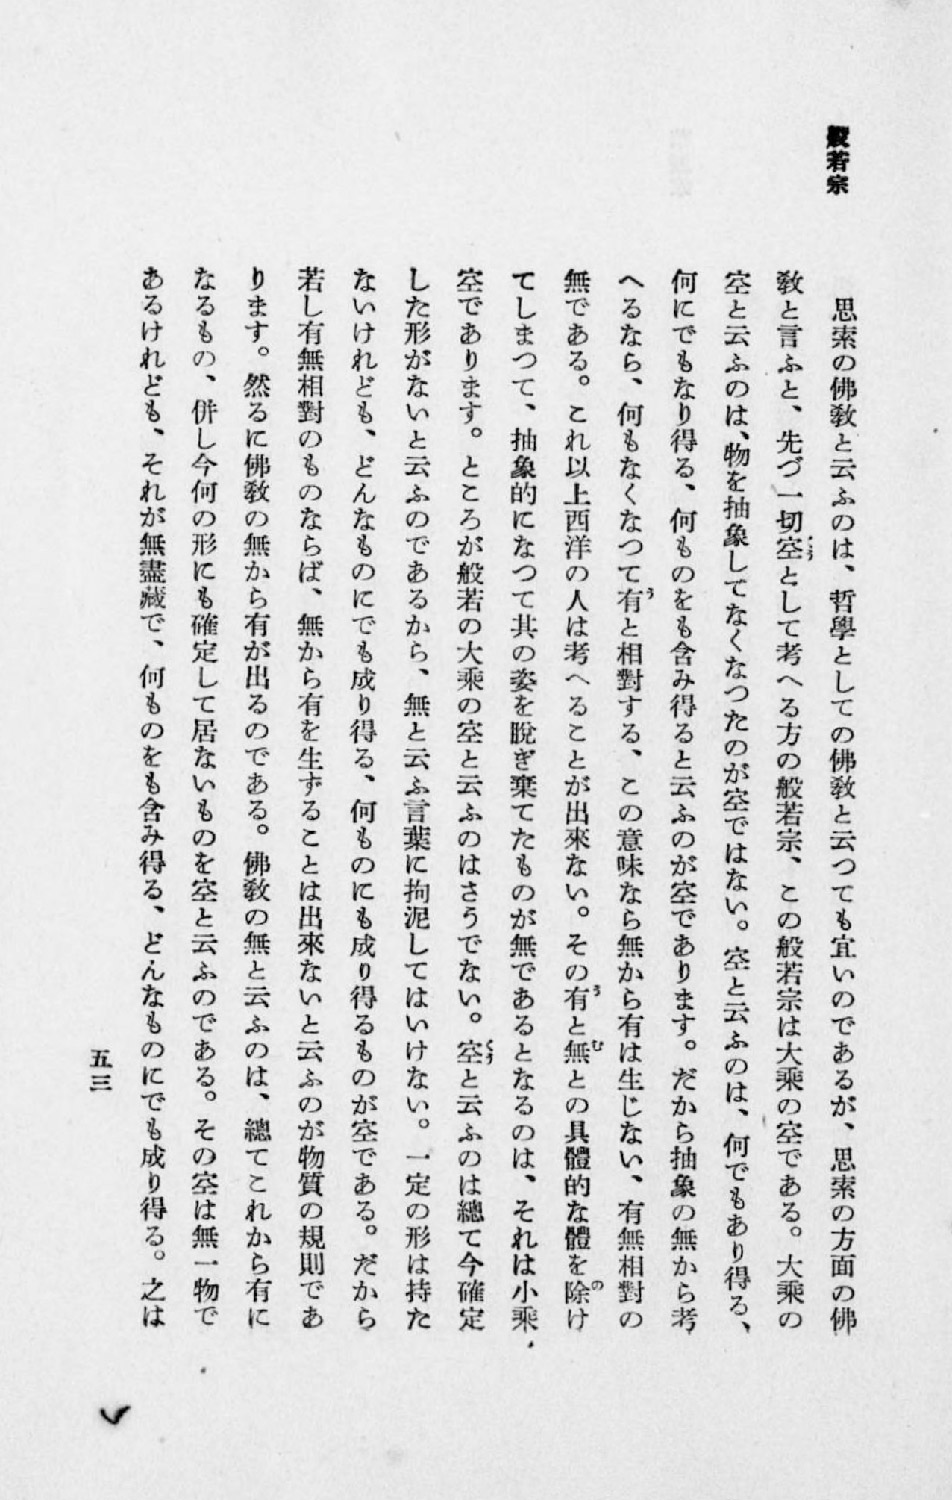 般若宗
思索の佛敎と云ふのは、哲學としての佛敎と云つても宜いのであるが、思索の方面の佛
敎と言ふと、先づ一切空として考へる方の般若宗、この般若宗は大乘の空である。大乘の
空と云ふのは、物を抽象してなくなつたのが空ではない。空と云ふのは、何でもあり得る、
何にでもなり得る、何ものをも含み得ると云ふのが空であります。だから抽象の無から考
へるなら、何もなくなつて有と相對する、この意味なら無から有は生じない、有無相對の
無である。これ以上西洋の人は考へることが出來ない。その有と無との具體的な體を除け
てしまつて、抽象的になつて其の姿を脫ぎ棄てたものが無であるとなるのは、それは小乘
空であります。ところが般若の大乘の空と云ふのはさうでない。空と云ふのは總て今確定
した形がないと云ふのであるから、無と云ふ言葉に拘泥してはいけない。一定の形は持た
ないけれども、どんなものにでも成り得る、何ものにも成り得るものが空である。だから
若し有無相對のものならば、無から有を生ずることは出來ないと云ふのが物質の規則であ
ります。然るに佛敎の無から有が出るのである。佛敎の無と云ふのは、總てこれから有に
なるもの、併し今何の形にも確定して居ないものを空と云ふのである。その空は無一物で
あるけれども、それが無盡藏で、何ものをも含み得る、どんなものにでも成り得る。之は
五三